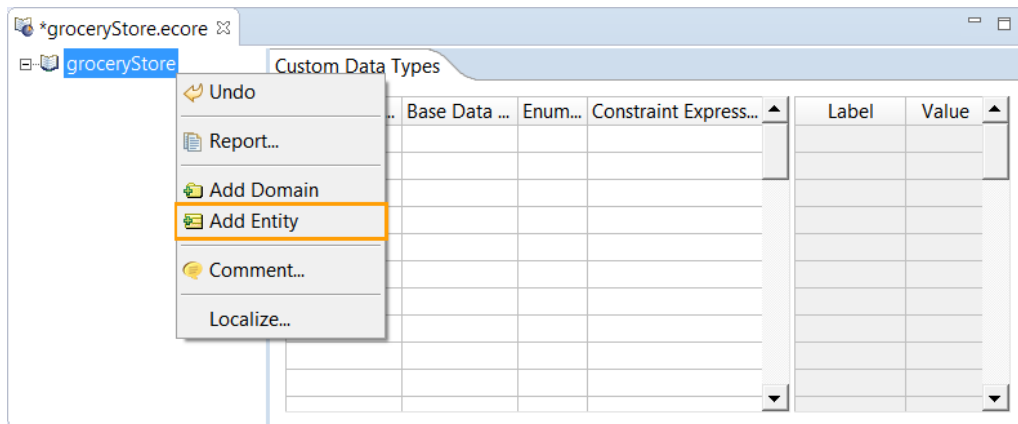 *groceryStore.ecore
groceryStore
Custom Data Types
Undo
.. Base Data ... Enum... Constraint Express... Label Value
Report...
Add Domain
Add Entity
Comment...
Localize...